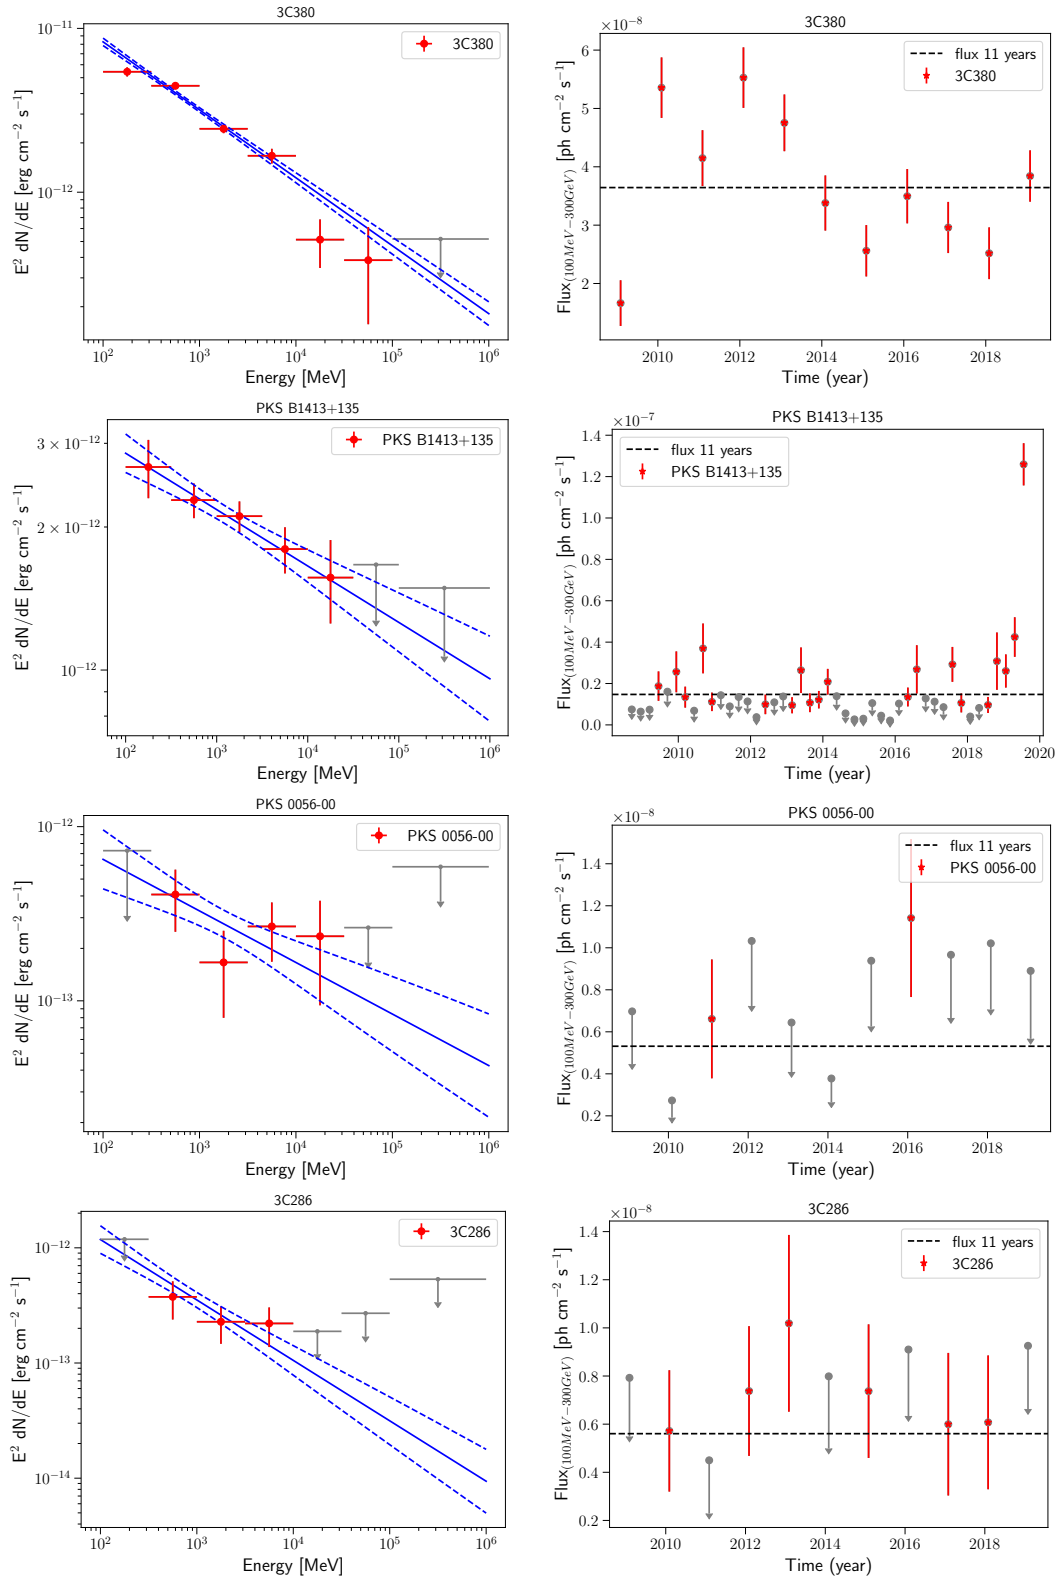 3C380
E² dN/dE [erg cm⁻² s⁻¹]
10⁻¹¹
10⁻¹²
3C380
10² 10³ 10⁴ 10⁵ 10⁶
Energy [MeV]
3C380
×10⁻⁸
Flux(100MeV−300GeV) [ph cm⁻² s⁻¹]
6
5
4
3
2
flux 11 years
3C380
2010 2012 2014 2016 2018
Time (year)
PKS B1413+135
E² dN/dE [erg cm⁻² s⁻¹]
3 × 10⁻¹²
2 × 10⁻¹²
10⁻¹²
PKS B1413+135
10² 10³ 10⁴ 10⁵ 10⁶
Energy [MeV]
PKS B1413+135
×10⁻⁷
Flux(100MeV−300GeV) [ph cm⁻² s⁻¹]
1.4
1.2
1.0
0.8
0.6
0.4
0.2
0.0
flux 11 years
PKS B1413+135
2010 2012 2014 2016 2018 2020
Time (year)
PKS 0056-00
E² dN/dE [erg cm⁻² s⁻¹]
10⁻¹²
10⁻¹³
PKS 0056-00
10² 10³ 10⁴ 10⁵ 10⁶
Energy [MeV]
PKS 0056-00
×10⁻⁸
Flux(100MeV−300GeV) [ph cm⁻² s⁻¹]
1.4
1.2
1.0
0.8
0.6
0.4
0.2
flux 11 years
PKS 0056-00
2010 2012 2014 2016 2018
Time (year)
3C286
E² dN/dE [erg cm⁻² s⁻¹]
10⁻¹²
10⁻¹³
10⁻¹⁴
3C286
10² 10³ 10⁴ 10⁵ 10⁶
Energy [MeV]
3C286
×10⁻⁸
Flux(100MeV−300GeV) [ph cm⁻² s⁻¹]
1.4
1.2
1.0
0.8
0.6
0.4
0.2
flux 11 years
3C286
2010 2012 2014 2016 2018
Time (year)